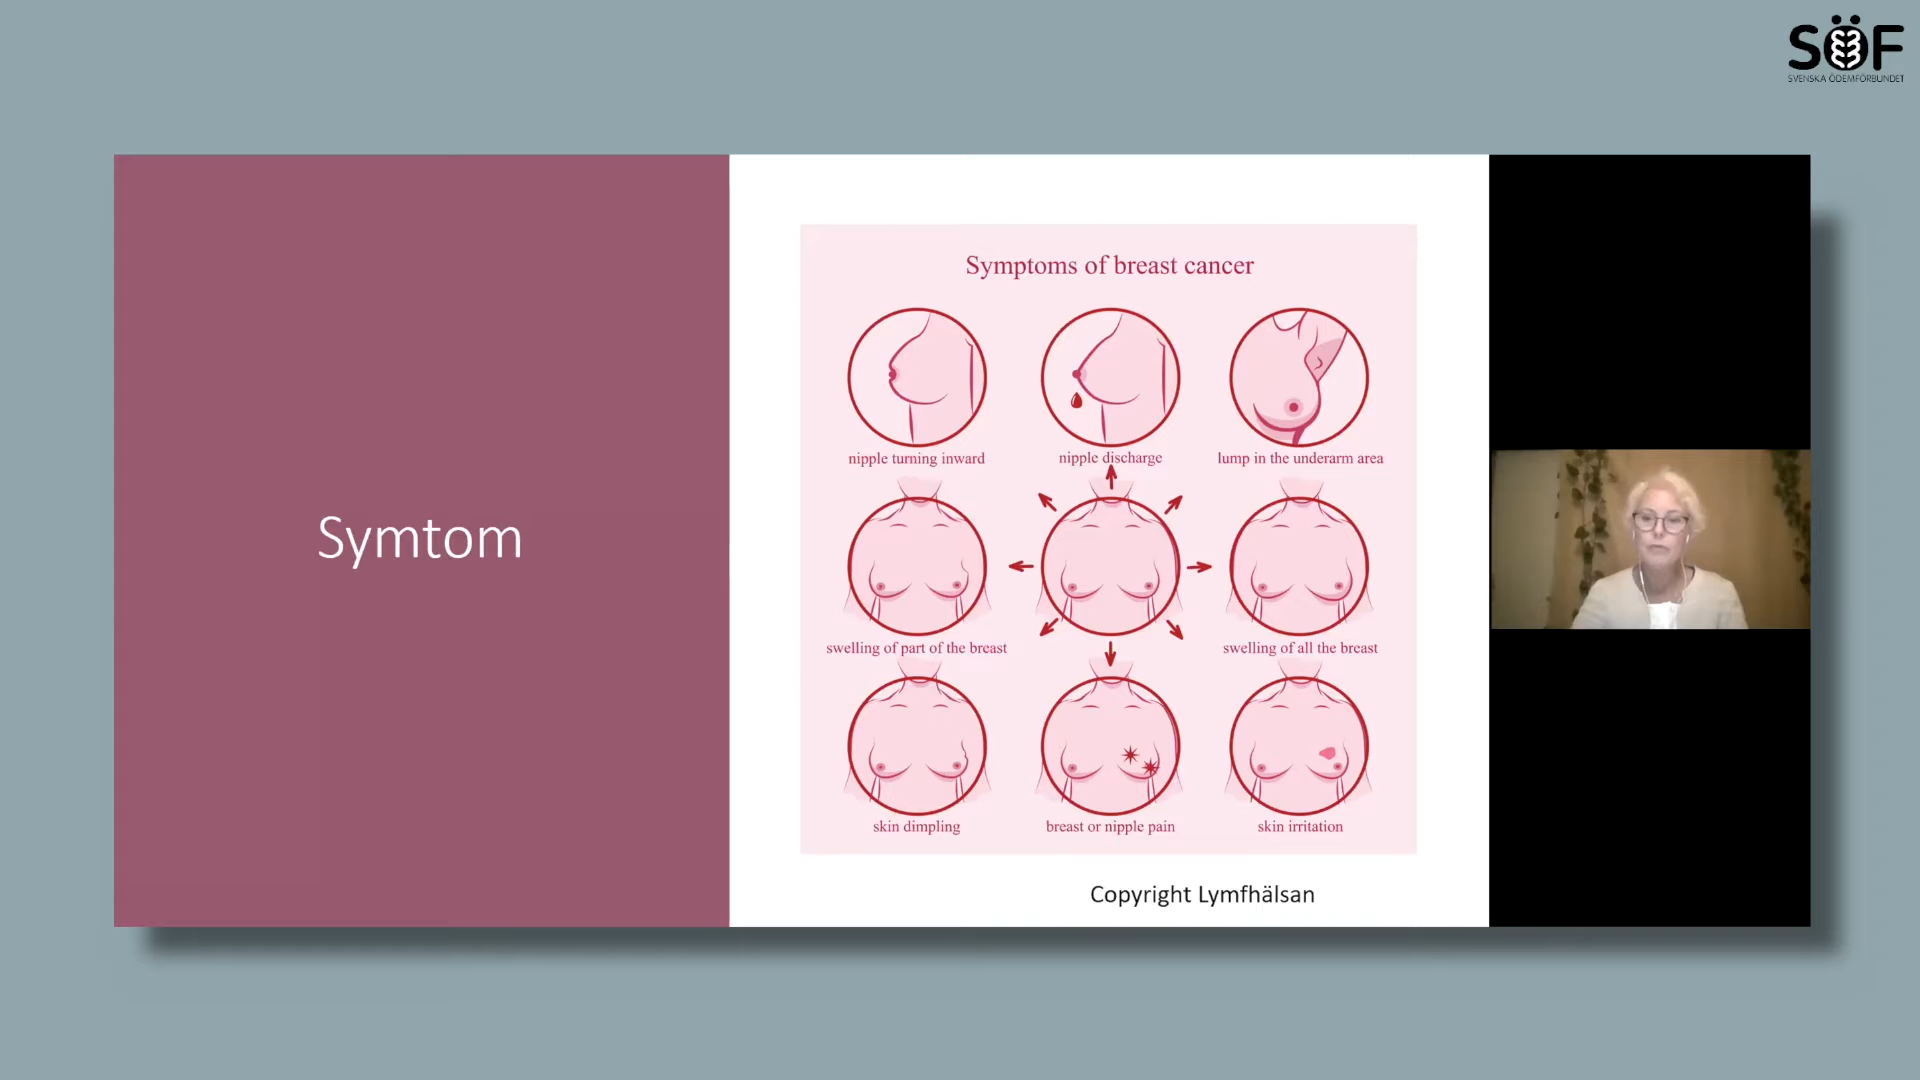 SÖF
SVENSKA ÖDEMFÖRBUNDET
Symtom
Symptoms of breast cancer
nipple turning inward
nipple discharge
lump in the underarm area
swelling of part of the breast
swelling of all the breast
skin dimpling
breast or nipple pain
skin irritation
Copyright Lymfhälsan